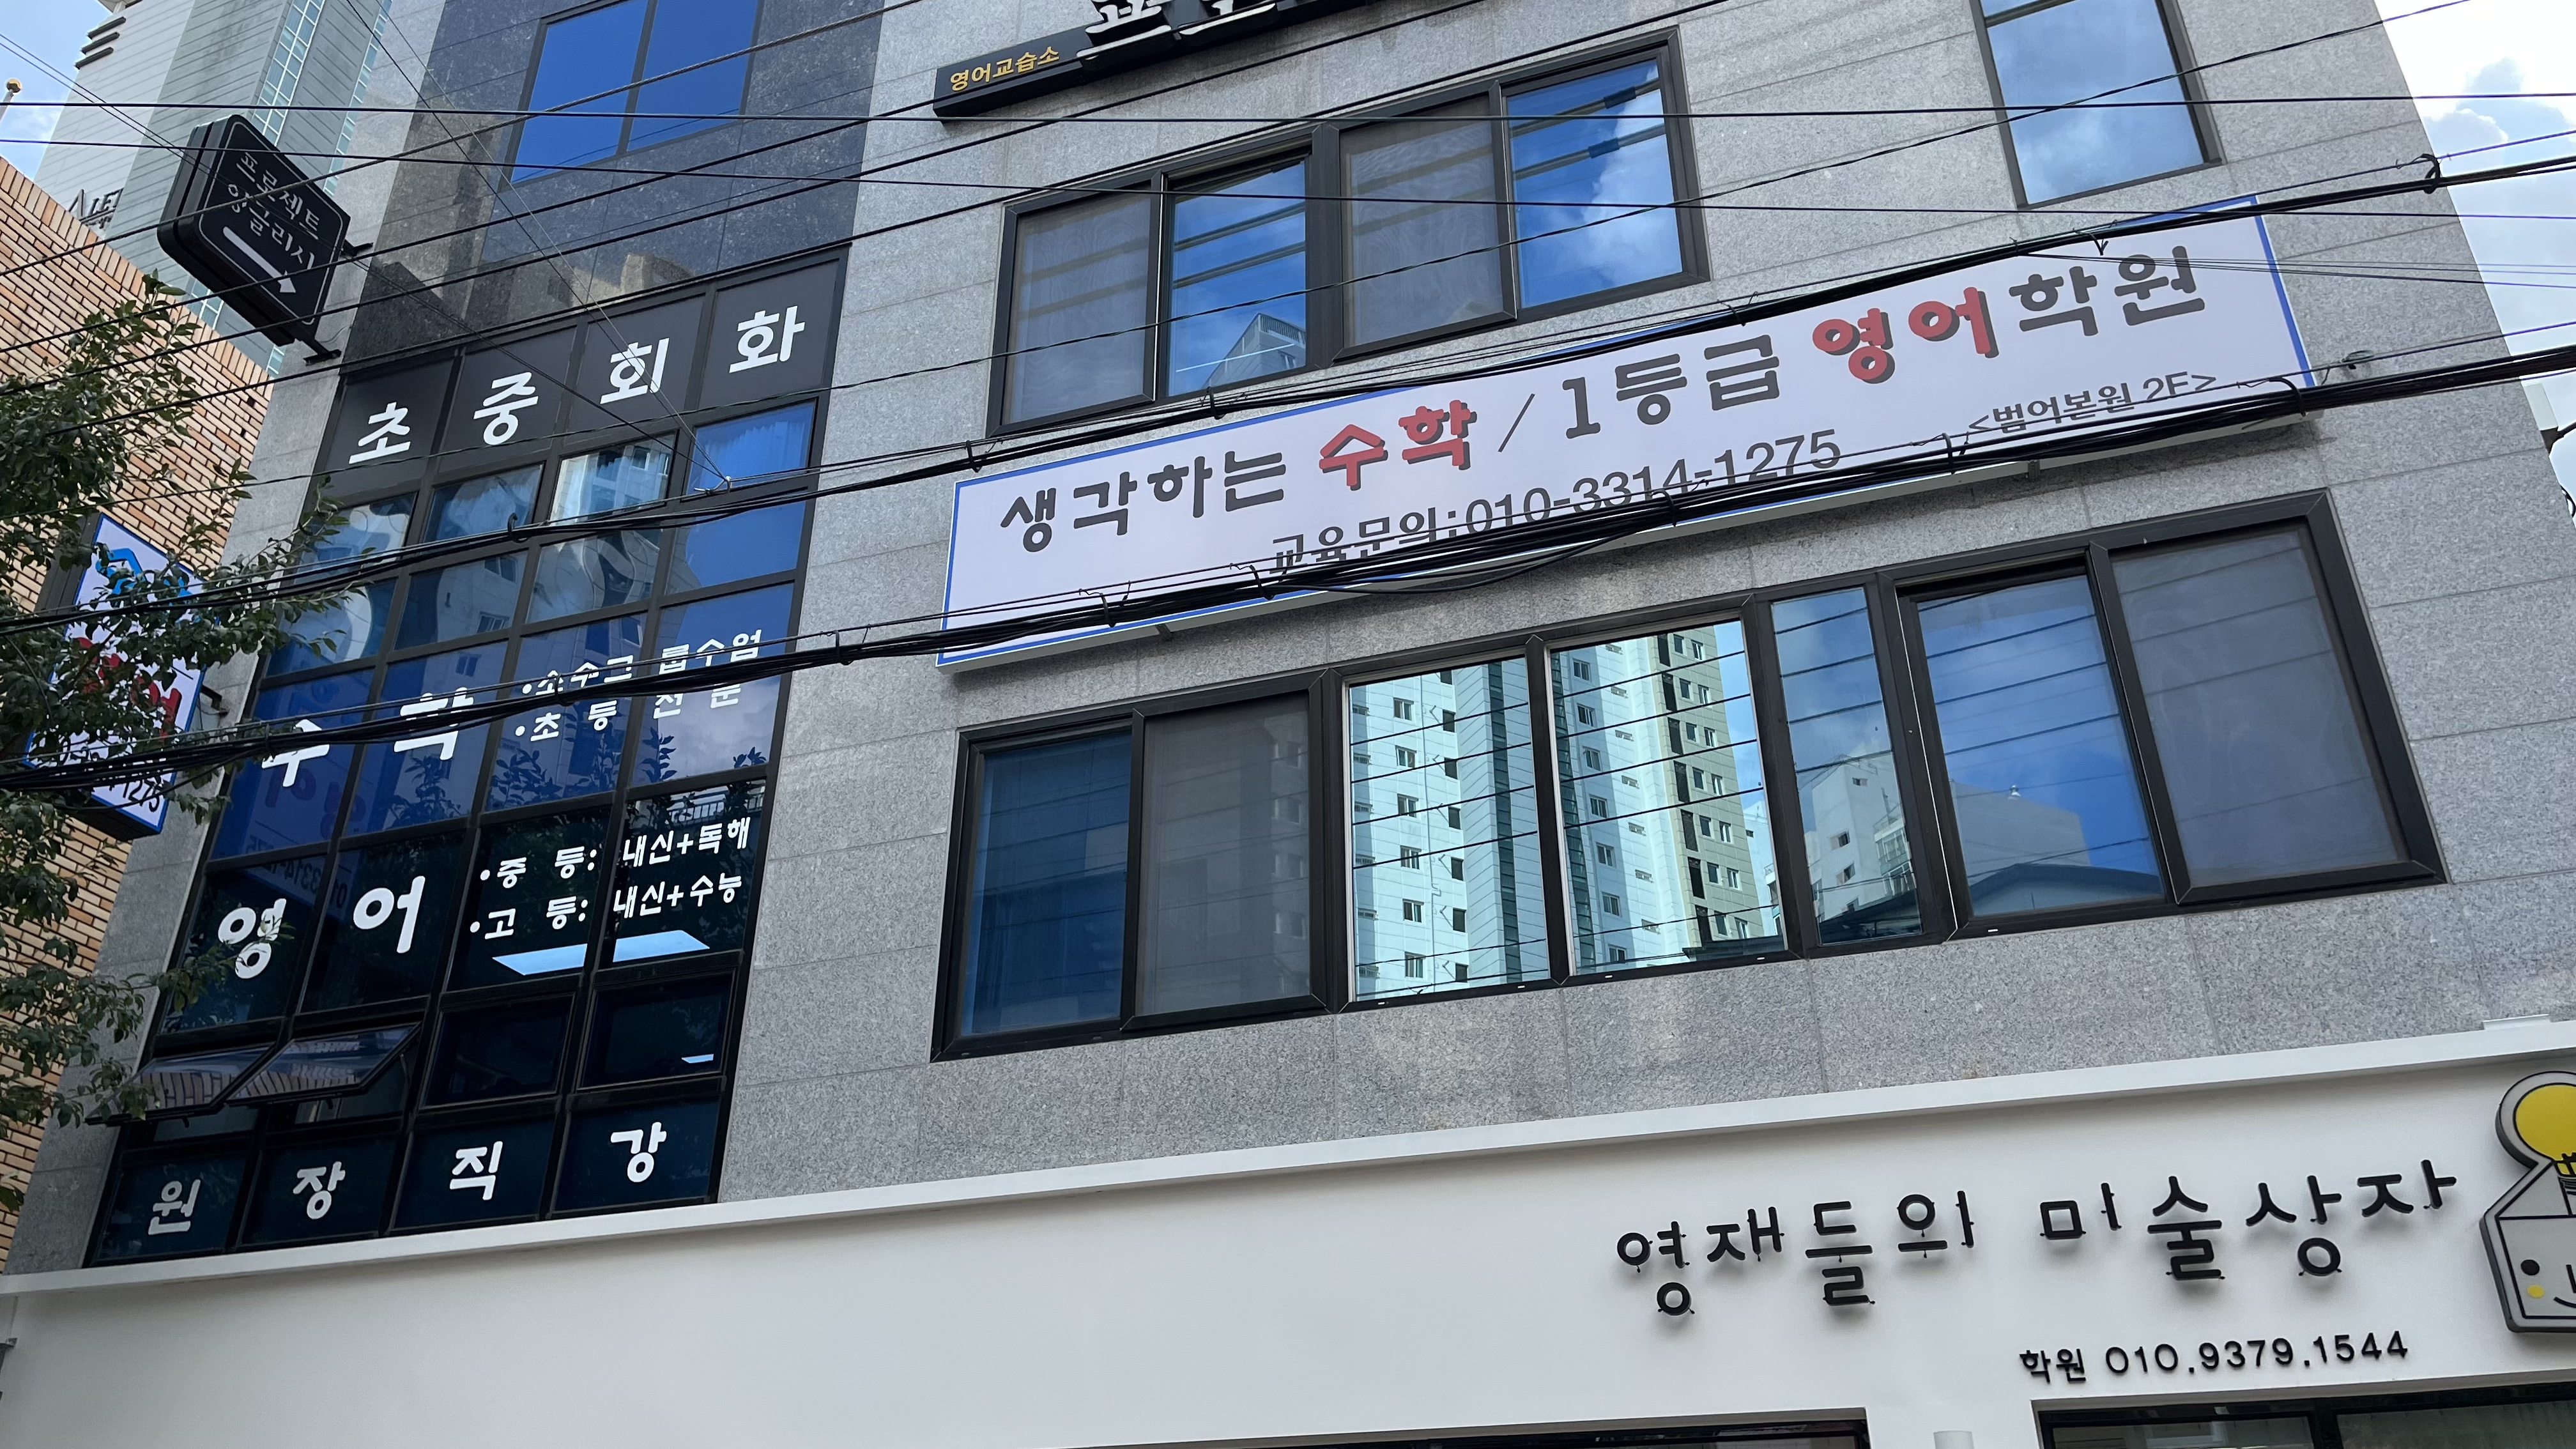 영어교습소
프로젝트
잉글리시
초중회화
생각하는 수학 / 1등급 영어학원
교육문의:010-3314-1275
<범어본원 2F>
수학
•소수그룹수업
•초등전문
영어
•중 등: 내신+독해
•고 등: 내신+수능
원장직강
영재들의 미술상자
학원 010.9379.1544